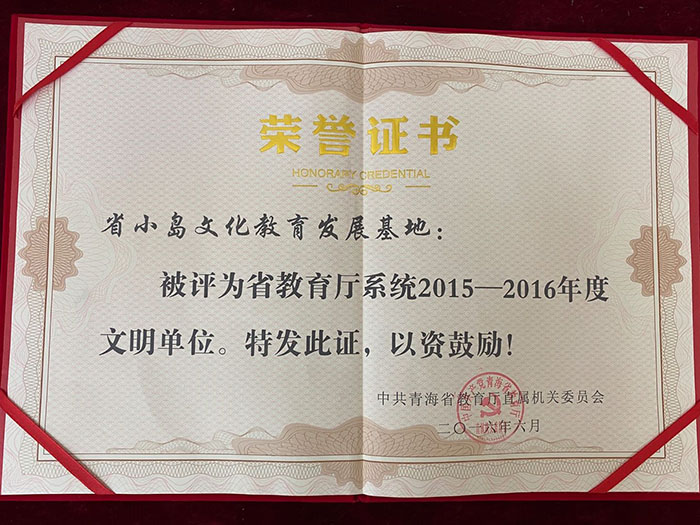 荣誉证书
HONORARY CREDENTIAL
省小岛文化教育发展基地：
被评为省教育厅系统2015—2016年度
文明单位。特发此证，以资鼓励！
中共青海省教育厅直属机关委员会
二〇一六年六月